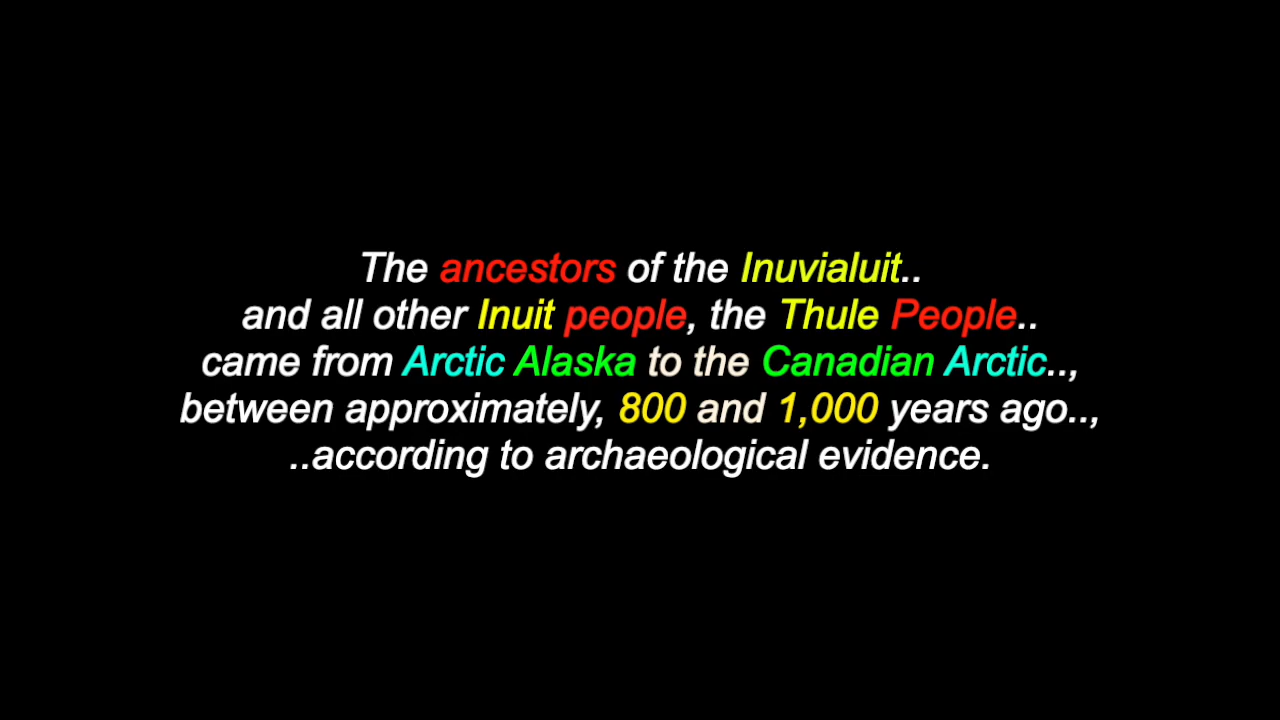 The ancestors of the Inuvialuit..
and all other Inuit people, the Thule People..
came from Arctic Alaska to the Canadian Arctic..,
between approximately, 800 and 1,000 years ago..,
..according to archaeological evidence.